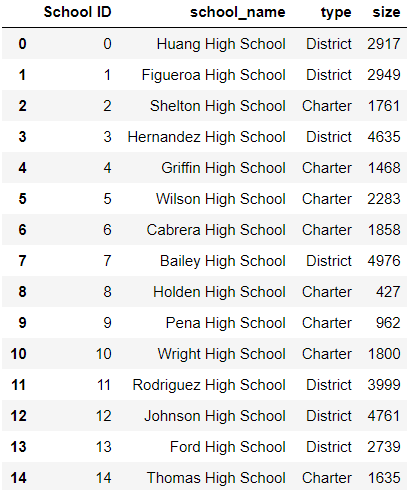 School ID school_name type size
0 0 Huang High School District 2917
1 1 Figueroa High School District 2949
2 2 Shelton High School Charter 1761
3 3 Hernandez High School District 4635
4 4 Griffin High School Charter 1468
5 5 Wilson High School Charter 2283
6 6 Cabrera High School Charter 1858
7 7 Bailey High School District 4976
8 8 Holden High School Charter 427
9 9 Pena High School Charter 962
10 10 Wright High School Charter 1800
11 11 Rodriguez High School District 3999
12 12 Johnson High School District 4761
13 13 Ford High School District 2739
14 14 Thomas High School Charter 1635